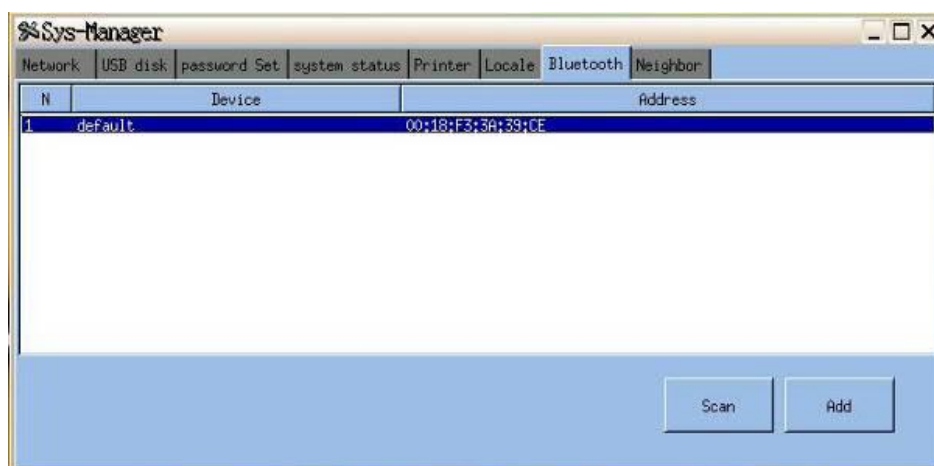 Sys-Manager
Network USB disk password Set system status Printer Locale Bluetooth Neighbor
N Device Address
1 default 00:18:F3:3A:39:CE
Scan Add